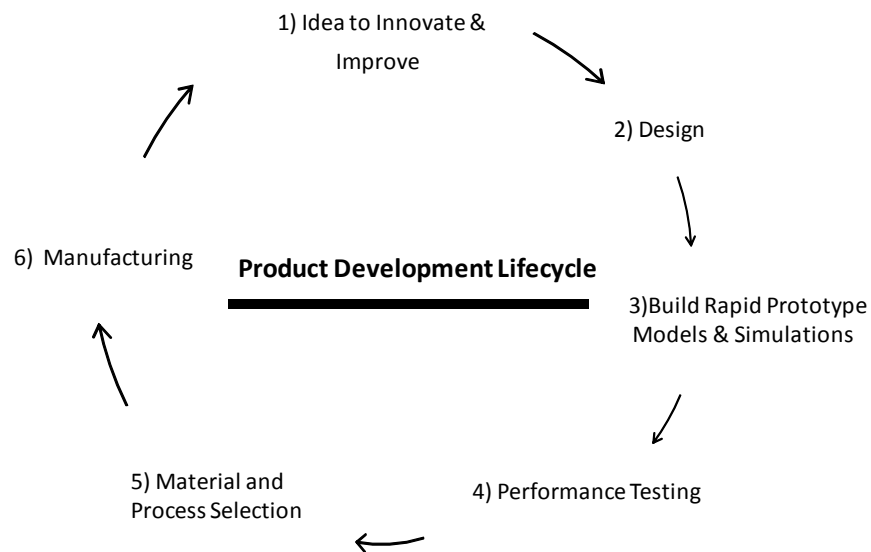 1) Idea to Innovate &
Improve
2) Design
3)Build Rapid Prototype
Models & Simulations
4) Performance Testing
5) Material and
Process Selection
6) Manufacturing
Product Development Lifecycle